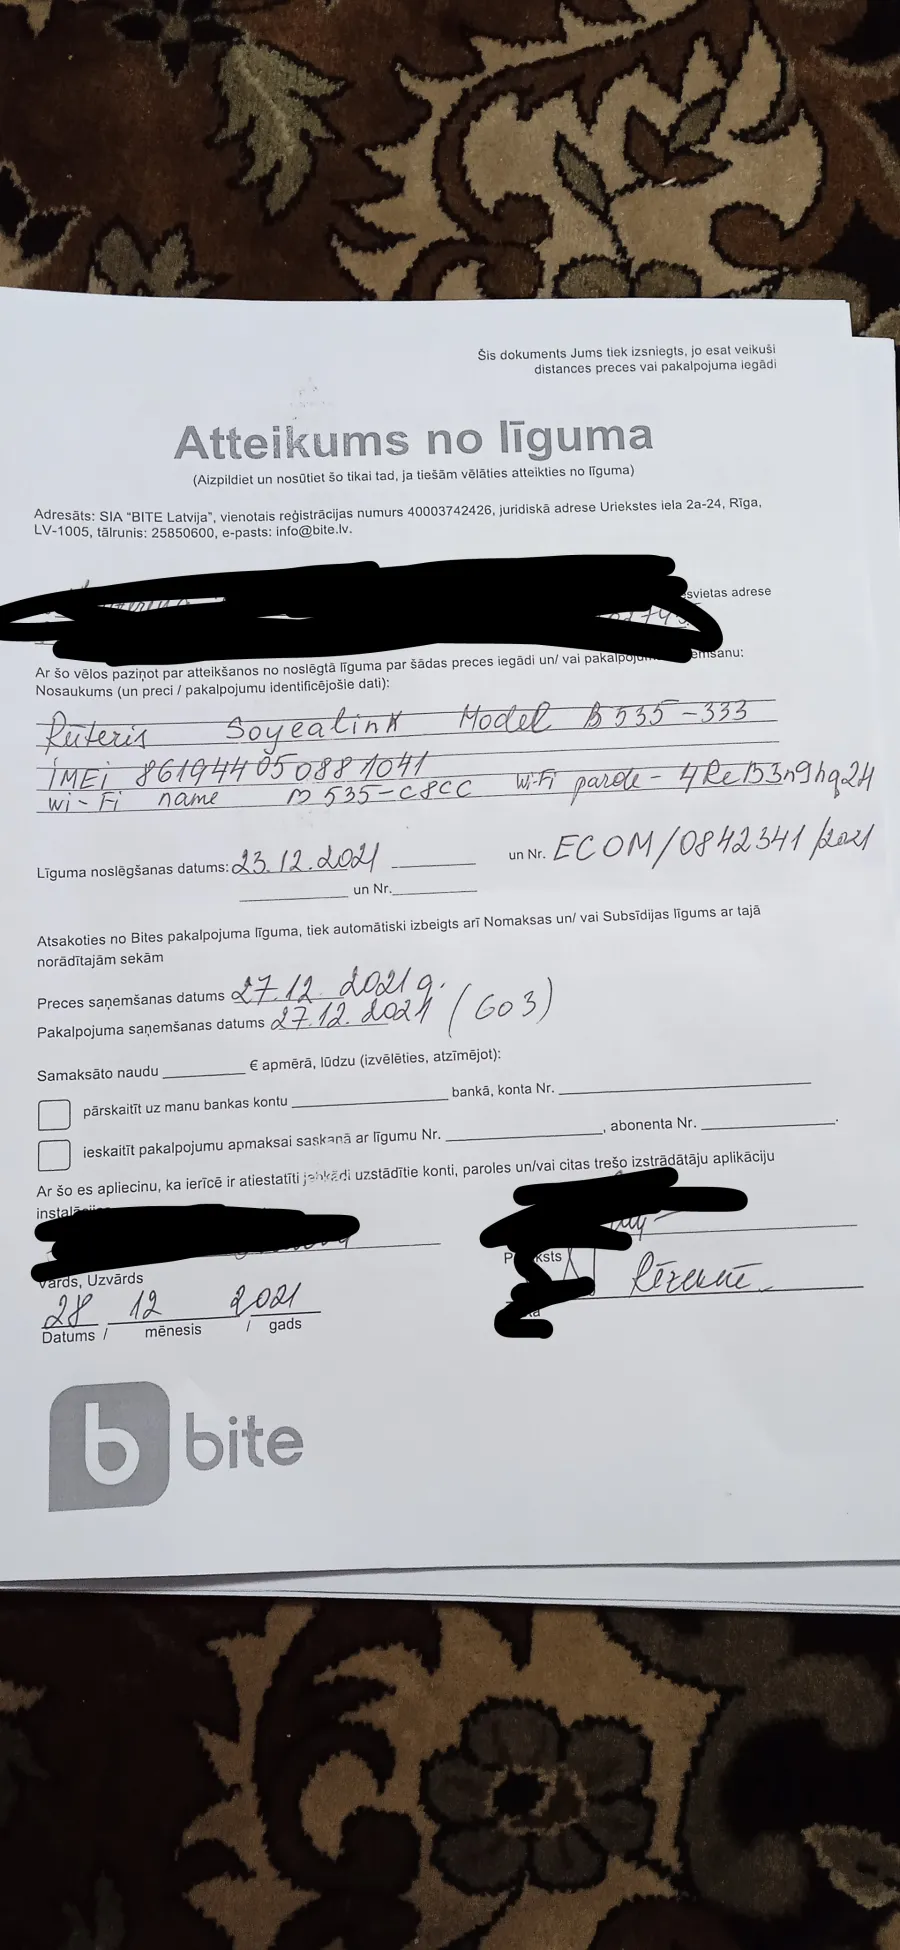 Šis dokuments Jums tiek izsniegts, jo esat veikuši
distances preces vai pakalpojuma iegādi
Atteikums no līguma
(Aizpildiet un nosūtiet šo tikai tad, ja tiešām vēlāties atteikties no līguma)
Adresāts: SIA “BITE Latvija”, vienotais reģistrācijas numurs 40003742426, juridiskā adrese Uriekstes iela 2a-24, Rīga,
LV-1005, tālrunis: 25850600, e-pasts: info@bite.lv.
svietas adrese
Ar šo vēlos paziņot par atteikšanos no noslēgtā līguma par šādas preces iegādi un/ vai
Nosaukums (un preci / pakalpojumu identificējošie dati):
Rūteris Soyealink Model B535-333
IMEI 861944050881041
Wi-Fi name B535-C8CC Wi-Fi parole -
Līguma noslēgšanas datums: 23.12.2021 un Nr. ECOM/0842341/2021
un Nr.
Atsakoties no Bites pakalpojuma līguma, tiek automātiski izbeigts arī Nomaksas un/ vai Subsīdijas līgums ar tajā
norādītajām sekām
Preces saņemšanas datums 27.12.2021 g.
Pakalpojuma saņemšanas datums 27.12.2021 (GO3)
Samaksāto naudu € apmērā, lūdzu (izvēlēties, atzīmējot):
pārskaitīt uz manu bankas kontu bankā, konta Nr.
ieskaitīt pakalpojumu apmaksai saskaņā ar līgumu Nr. , abonenta Nr. .
Ar šo es apliecinu, ka ierīcē ir atiestatīti jebkādi uzstādītie konti, paroles un/vai citas trešo izstrādātāju aplikāciju
Vārds, Uzvārds
28 12 2021
Datums / mēnesis / gads
Rēzeknē
b bite